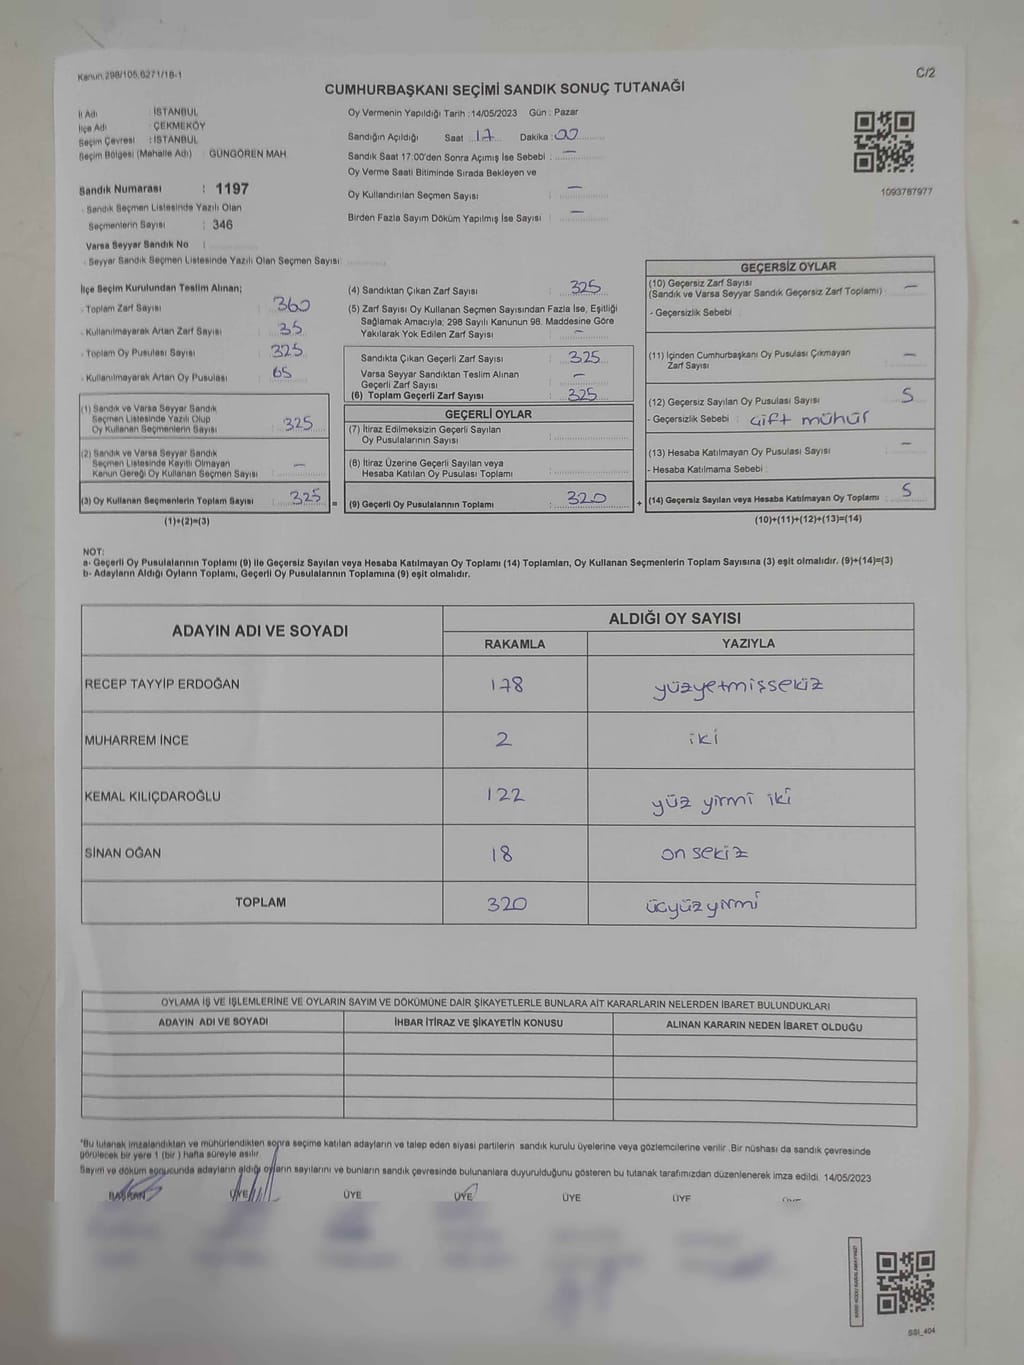 Kanun.298/105,6271/18-1
C/2
CUMHURBAŞKANI SEÇİMİ SANDIK SONUÇ TUTANAĞI
İl Adı : İSTANBUL
İlçe Adı : ÇEKMEKÖY
Seçim Çevresi : İSTANBUL
Seçim Bölgesi (Mahalle Adı) : GÜNGÖREN MAH
Sandık Numarası : 1197
- Sandık Seçmen Listesinde Yazılı Olan
Seçmenlerin Sayısı : 346
Varsa Seyyar Sandık No :
- Seyyar Sandık Seçmen Listesinde Yazılı Olan Seçmen Sayısı:
Oy Vermenin Yapıldığı Tarih :14/05/2023 Gün : Pazar
Sandığın Açıldığı Saat : 17 Dakika : 00
Sandık Saat 17:00'den Sonra Açımış İse Sebebi : —
Oy Verme Saati Bitiminde Sırada Bekleyen ve
Oy Kullandırılan Seçmen Sayısı : —
Birden Fazla Sayım Döküm Yapılmış İse Sayısı : —
1093787977
İlçe Seçim Kurulundan Teslim Alınan;
- Toplam Zarf Sayısı : 360
- Kullanılmayarak Artan Zarf Sayısı : 35
- Toplam Oy Pusulası Sayısı : 325
- Kullanılmayarak Artan Oy Pusulası : 65
(1) Sandık ve Varsa Seyyar Sandık
Seçmen Listesinde Yazılı Olup
Oy Kullanan Seçmenlerin Sayısı : 325
(2) Sandık ve Varsa Seyyar Sandık
Seçmen Listesinde Kayıtlı Olmayan
Kanun Gereği Oy Kullanan Seçmen Sayısı : —
(3) Oy Kullanan Seçmenlerin Toplam Sayısı : 325 =
(1)+(2)=(3)
(4) Sandıktan Çıkan Zarf Sayısı : 325
(5) Zarf Sayısı Oy Kullanan Seçmen Sayısından Fazla İse, Eşitliği
Sağlamak Amacıyla; 298 Sayılı Kanunun 98. Maddesine Göre
Yakılarak Yok Edilen Zarf Sayısı : —
Sandıkta Çıkan Geçerli Zarf Sayısı : 325
Varsa Seyyar Sandıktan Teslim Alınan
Geçerli Zarf Sayısı : —
(6) Toplam Geçerli Zarf Sayısı : 325
GEÇERLİ OYLAR
(7) İtiraz Edilmeksizin Geçerli Sayılan
Oy Pusulalarının Sayısı :
(8) İtiraz Üzerine Geçerli Sayılan veya
Hesaba Katılan Oy Pusulası Toplamı :
(9) Geçerli Oy Pusulalarının Toplamı : 320 +
GEÇERSİZ OYLAR
(10) Geçersiz Zarf Sayısı
(Sandık ve Varsa Seyyar Sandık Geçersiz Zarf Toplamı) : —
- Geçersizlik Sebebi :
(11) İçinden Cumhurbaşkanı Oy Pusulası Çıkmayan
Zarf Sayısı : —
(12) Geçersiz Sayılan Oy Pusulası Sayısı : 5
- Geçersizlik Sebebi : Çift mühür
(13) Hesaba Katılmayan Oy Pusulası Sayısı : —
- Hesaba Katılmama Sebebi :
(14) Geçersiz Sayılan veya Hesaba Katılmayan Oy Toplamı : 5
(10)+(11)+(12)+(13)=(14)
NOT:
a- Geçerli Oy Pusulalarının Toplamı (9) ile Geçersiz Sayılan veya Hesaba Katılmayan Oy Toplamı (14) Toplamları, Oy Kullanan Seçmenlerin Toplam Sayısına (3) eşit olmalıdır. (9)+(14)=(3)
b- Adayların Aldığı Oyların Toplamı, Geçerli Oy Pusulalarının Toplamına (9) eşit olmalıdır.
ADAYIN ADI VE SOYADI ALDIĞI OY SAYISI
RAKAMLA YAZIYLA
RECEP TAYYİP ERDOĞAN 178 yüzyetmişsekiz
MUHARREM İNCE 2 iki
KEMAL KILIÇDAROĞLU 122 yüz yirmi iki
SİNAN OĞAN 18 on sekiz
TOPLAM 320 üçyüzyirmi
OYLAMA İŞ VE İŞLEMLERİNE VE OYLARIN SAYIM VE DÖKÜMÜNE DAİR ŞİKAYETLERLE BUNLARA AİT KARARLARIN NELERDEN İBARET BULUNDUKLARI
ADAYIN ADI VE SOYADI İHBAR İTİRAZ VE ŞİKAYETİN KONUSU ALINAN KARARIN NEDEN İBARET OLDUĞU
*Bu tutanak imzalandıktan ve mühürlendikten sonra seçime katılan adayların ve talep eden siyasi partilerin sandık kurulu üyelerine veya gözlemcilerine verilir .Bir nüshası da sandık çevresinde
görülecek bir yere 1 (bir ) hafta süreyle asılır.
Sayım ve döküm sonucunda adayların aldığı oyların sayılarını ve bunların sandık çevresinde bulunanlara duyurulduğunu gösteren bu tutanak tarafımızdan düzenlenerek imza edildi. 14/05/2023
BAŞKAN ÜYE ÜYE ÜYE ÜYE ÜYE
SSI_404